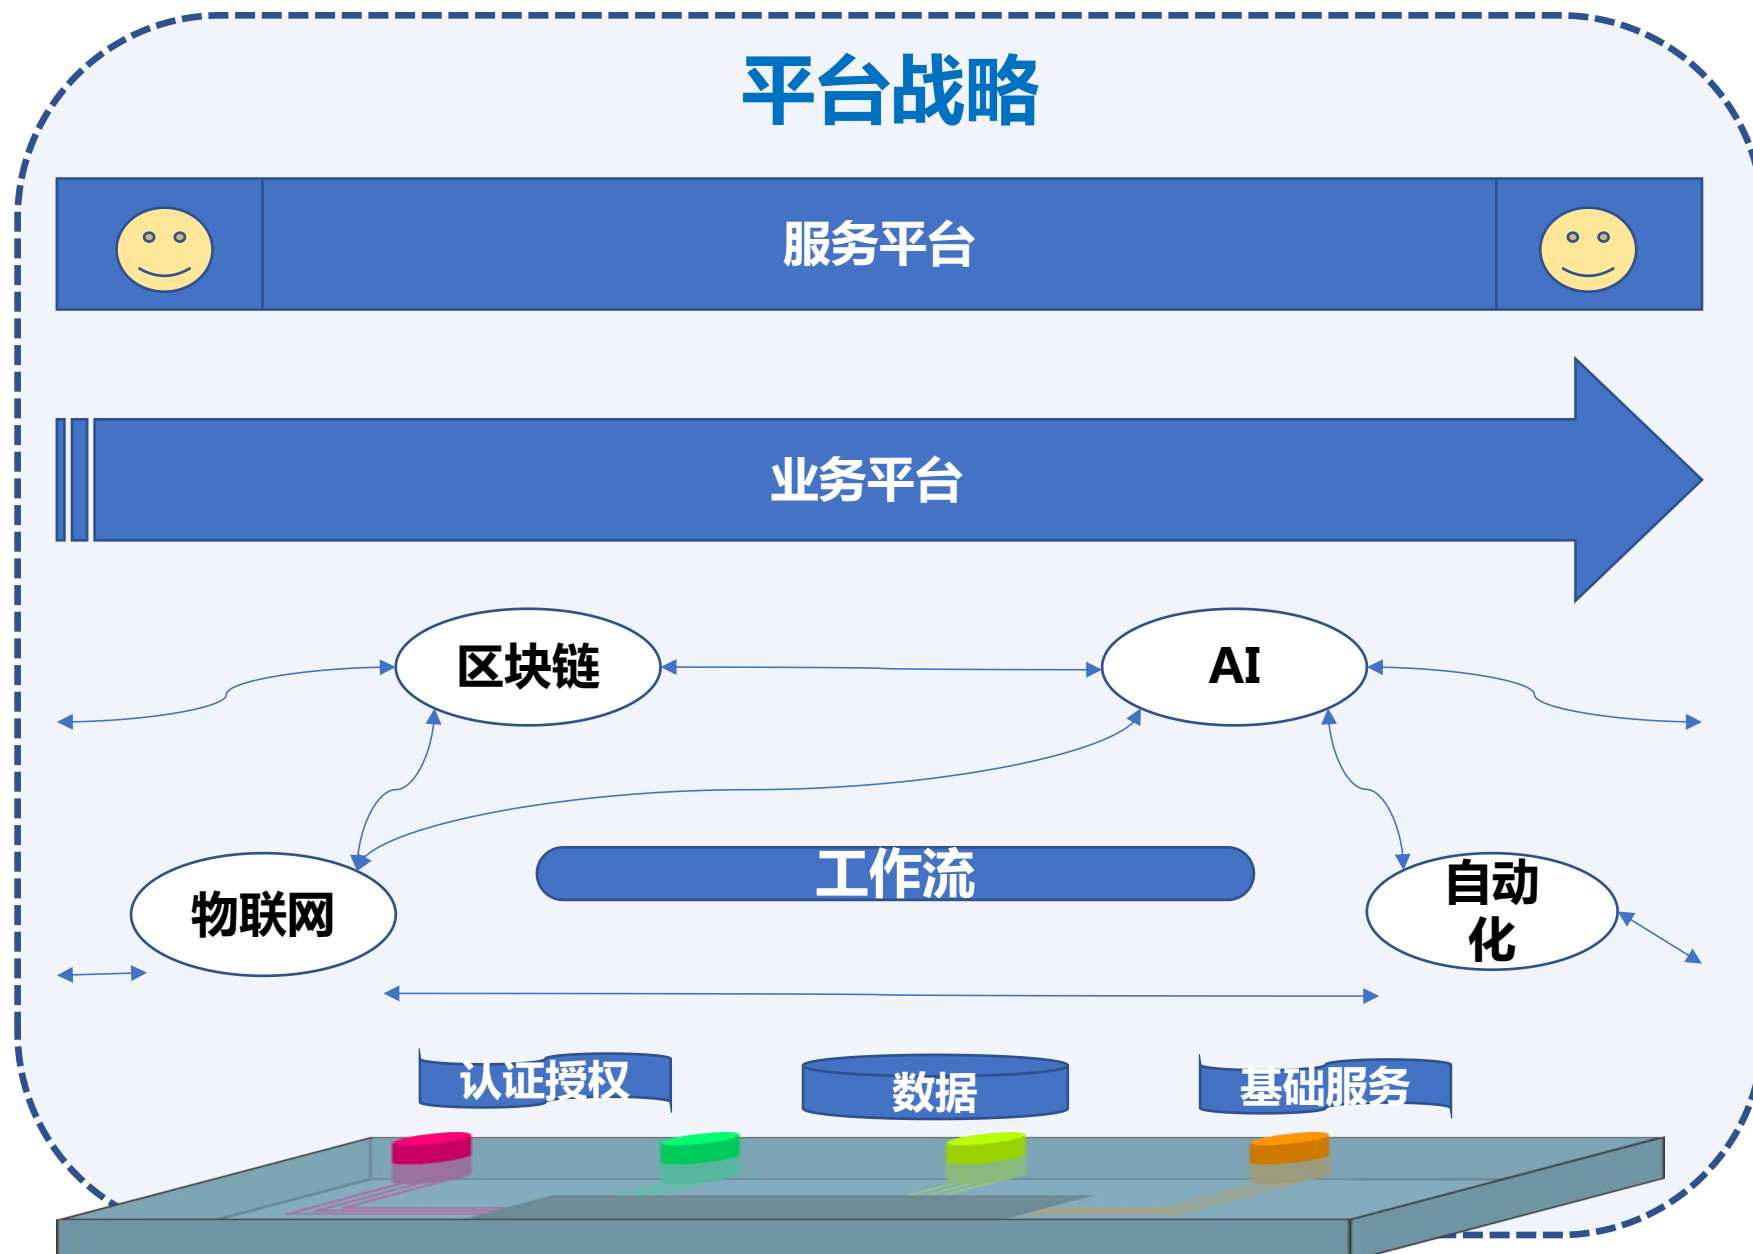 平台战略
服务平台
业务平台
区块链
AI
物联网
工作流
自动
化
认证授权
数据
基础服务